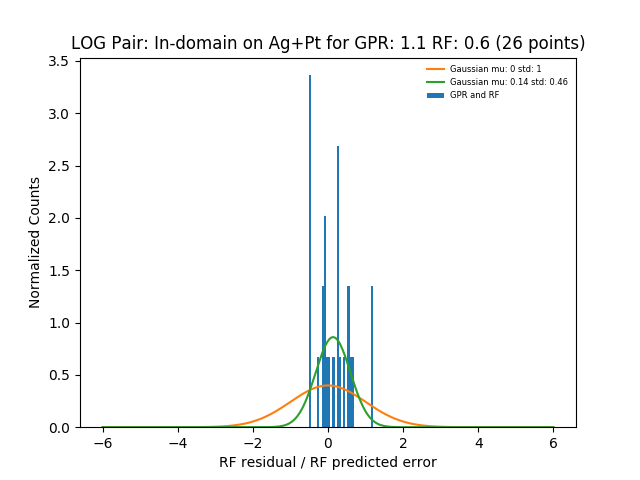 LOG Pair: In-domain on Ag+Pt for GPR: 1.1 RF: 0.6 (26 points)
Gaussian mu: 0 std: 1
Gaussian mu: 0.14 std: 0.46
GPR and RF
Normalized Counts
3.5
3.0
2.5
2.0
1.5
1.0
0.5
0.0
−6 −4 −2 0 2 4 6
RF residual / RF predicted error